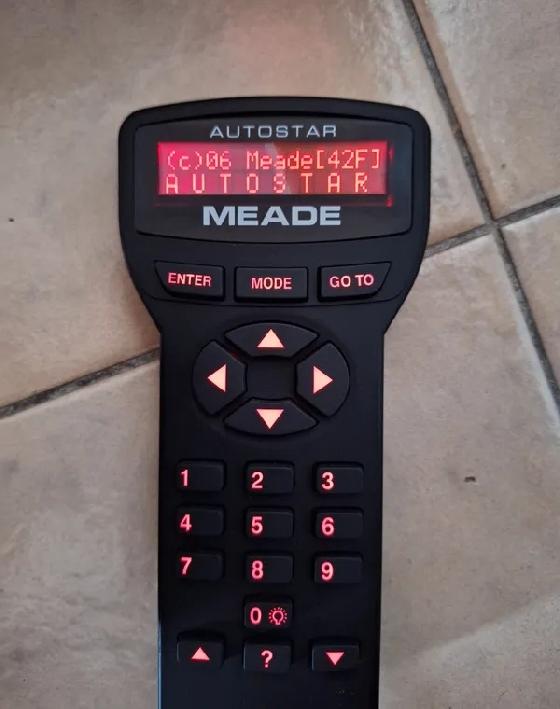 AUTOSTAR
(c)06 Meade[42F]
AUTOSTAR
MEADE
ENTER MODE GO TO
1 2 3
4 5 6
7 8 9
0
?